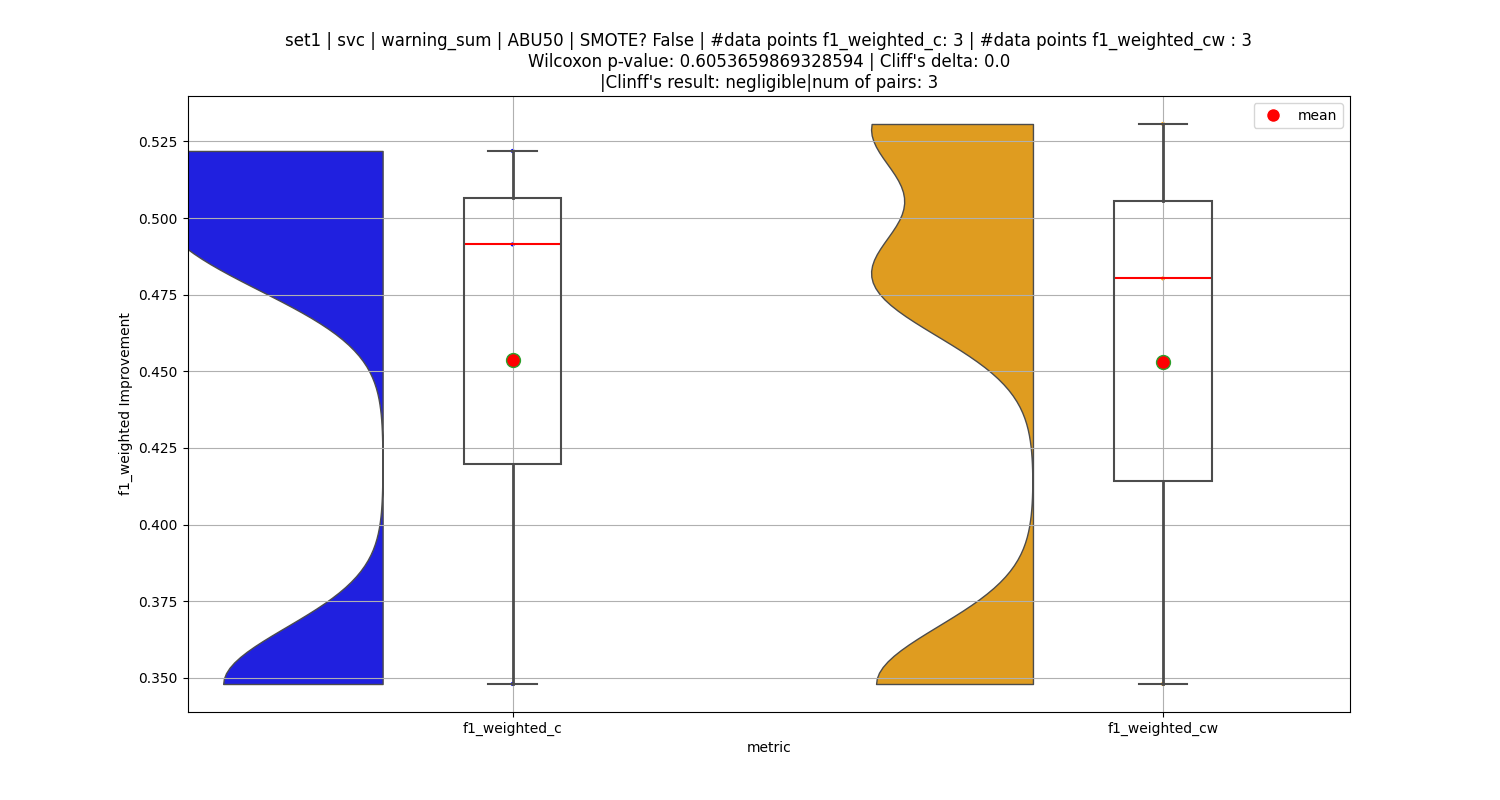 set1 | svc | warning_sum | ABU50 | SMOTE? False | #data points f1_weighted_c: 3 | #data points f1_weighted_cw : 3
Wilcoxon p-value: 0.6053659869328594 | Cliff's delta: 0.0
|Clinff's result: negligible|num of pairs: 3
mean
0.525
0.500
0.475
0.450
0.425
0.400
0.375
0.350
f1_weighted Improvement
f1_weighted_c
f1_weighted_cw
metric